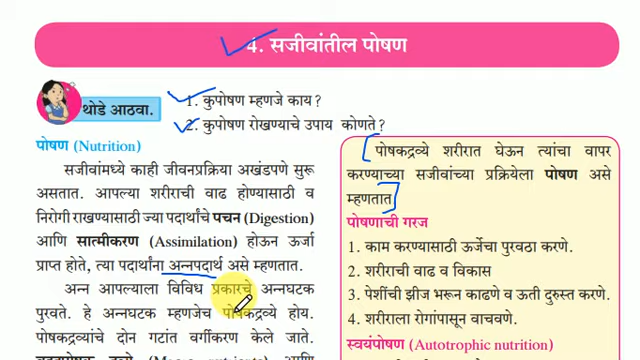 4. सजीवांतील पोषण
थोडे आठवा.
1. कुपोषण म्हणजे काय ?
2. कुपोषण रोखण्याचे उपाय कोणते ?
पोषण (Nutrition)
सजीवांमध्ये काही जीवनप्रक्रिया अखंडपणे सुरू
असतात. आपल्या शरीराची वाढ होण्यासाठी व
निरोगी राखण्यासाठी ज्या पदार्थांचे पचन (Digestion)
आणि सात्मीकरण (Assimilation) होऊन ऊर्जा
प्राप्त होते, त्या पदार्थांना अन्नपदार्थ असे म्हणतात.
अन्न आपल्याला विविध प्रकारचे अन्नघटक
पुरवते. हे अन्नघटक म्हणजेच पोषकद्रव्ये होय.
पोषकद्रव्यांचे दोन गटांत वर्गीकरण केले जाते.
आणि
पोषकद्रव्ये शरीरात घेऊन त्यांचा वापर
करण्याच्या सजीवांच्या प्रक्रियेला पोषण असे
म्हणतात
पोषणाची गरज
1. काम करण्यासाठी ऊर्जेचा पुरवठा करणे.
2. शरीराची वाढ व विकास
3. पेशींची झीज भरून काढणे व ऊती दुरुस्त करणे.
4. शरीराला रोगांपासून वाचवणे.
स्वयंपोषण (Autotrophic nutrition)